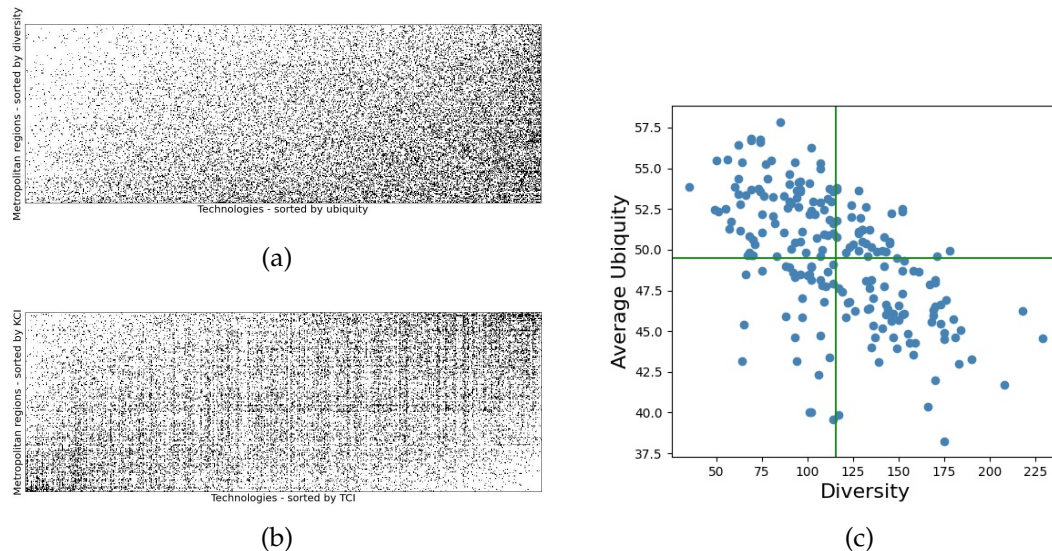 Metropolitan regions - sorted by diversity
Technologies - sorted by ubiquity
(a)
Metropolitan regions - sorted by KCI
Technologies - sorted by TCI
(b)
Average Ubiquity
57.5
55.0
52.5
50.0
47.5
45.0
42.5
40.0
37.5
50 75 100 125 150 175 200 225
Diversity
(c)